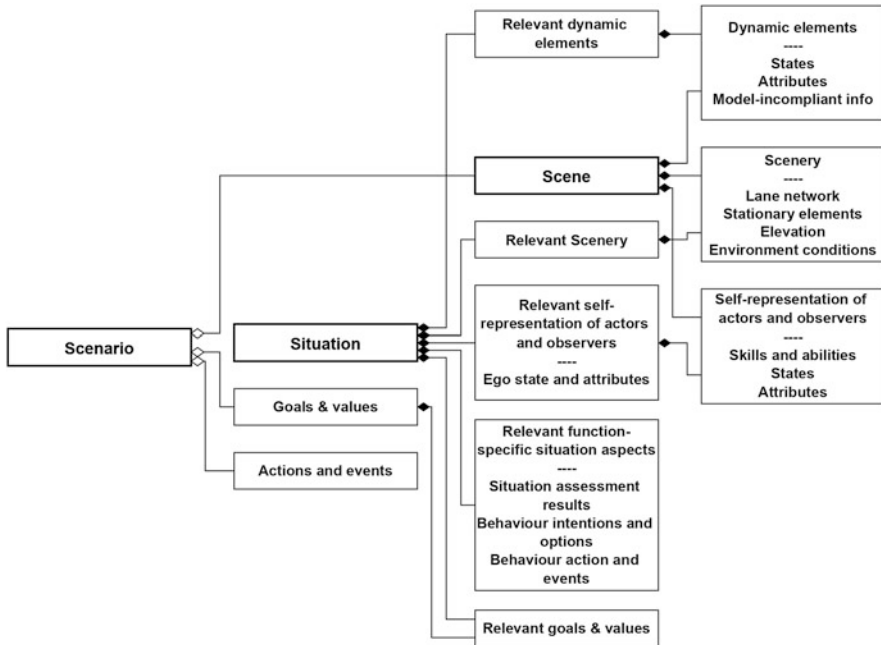 Relevant dynamic
elements
Dynamic elements
----
States
Attributes
Model-incompliant info
Scene
Scenery
----
Lane network
Stationary elements
Elevation
Environment conditions
Relevant Scenery
Relevant self-
representation of actors
and observers
----
Ego state and attributes
Self-representation of
actors and observers
----
Skills and abilities
States
Attributes
Scenario
Situation
Goals & values
Actions and events
Relevant function-
specific situation aspects
----
Situation assessment
results
Behaviour intentions and
options
Behaviour action and
events
Relevant goals & values